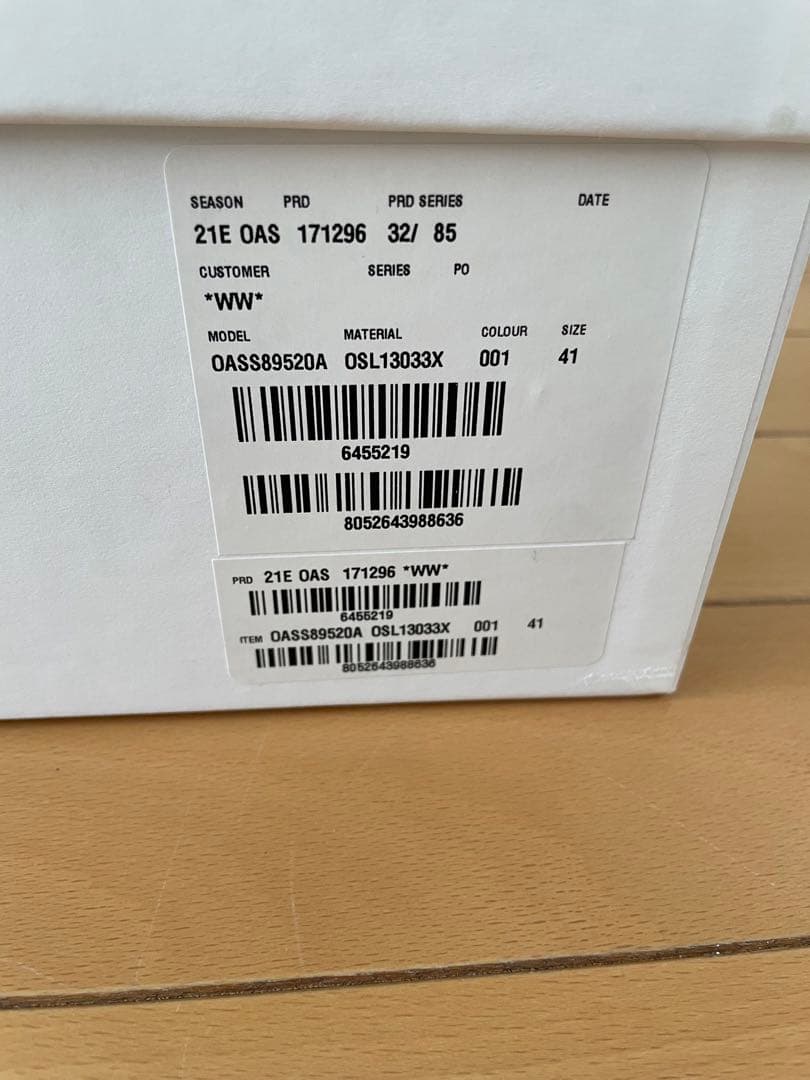 SEASON PRD PRD SERIES DATE
21E OAS 171296 32/ 85
CUSTOMER SERIES PO
*WW*
MODEL MATERIAL COLOUR SIZE
OASS89520A OSL13033X 001 41
6455219
8052643988636
PRD 21E OAS 171296 *WW*
6455219
ITEM OASS89520A OSL13033X 001 41
8052643988636